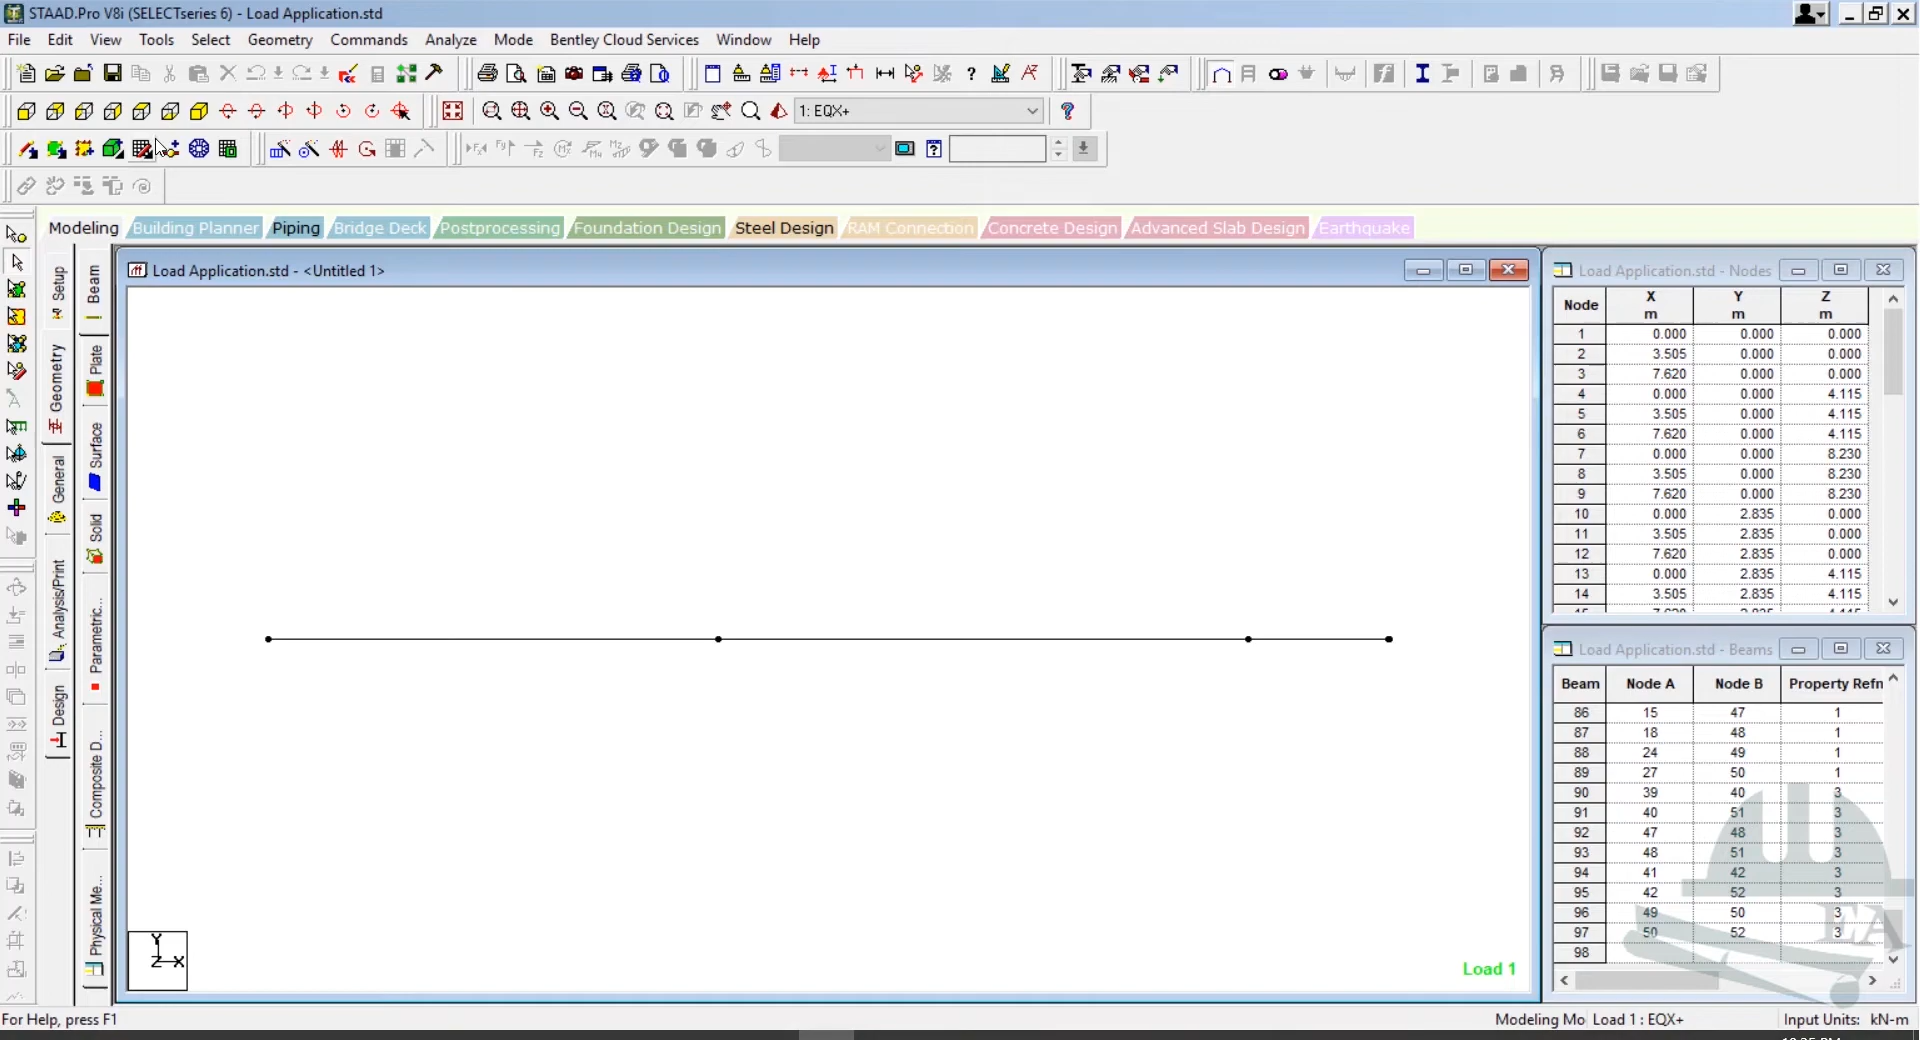 STAAD.Pro V8i (SELECTseries 6) - Load Application.std
File Edit View Tools Select Geometry Commands Analyze Mode Bentley Cloud Services Window Help
1: EQX+
Modeling Building Planner Piping Bridge Deck Postprocessing Foundation Design Steel Design RAM Connection Concrete Design Advanced Slab Design Earthquake
Setup
Geometry
General
Analysis/Print
Design
Beam
Plate
Surface
Solid
Parametric...
Composite D...
Physical Me...
Load Application.std - <Untitled 1>
Y
Z X
Load 1
Load Application.std - Nodes
Node X Y Z
m m m
1 0.000 0.000 0.000
2 3.505 0.000 0.000
3 7.620 0.000 0.000
4 0.000 0.000 4.115
5 3.505 0.000 4.115
6 7.620 0.000 4.115
7 0.000 0.000 8.230
8 3.505 0.000 8.230
9 7.620 0.000 8.230
10 0.000 2.835 0.000
11 3.505 2.835 0.000
12 7.620 2.835 0.000
13 0.000 2.835 4.115
14 3.505 2.835 4.115
Load Application.std - Beams
Beam Node A Node B Property Refn
86 15 47 1
87 18 48 1
88 24 49 1
89 27 50 1
90 39 40 3
91 40 51 3
92 47 48 3
93 48 51 3
94 41 42 3
95 42 52 3
96 49 50 3
97 50 52 3
98
EA
For Help, press F1
Modeling Mo Load 1 : EQX+ Input Units: kN-m